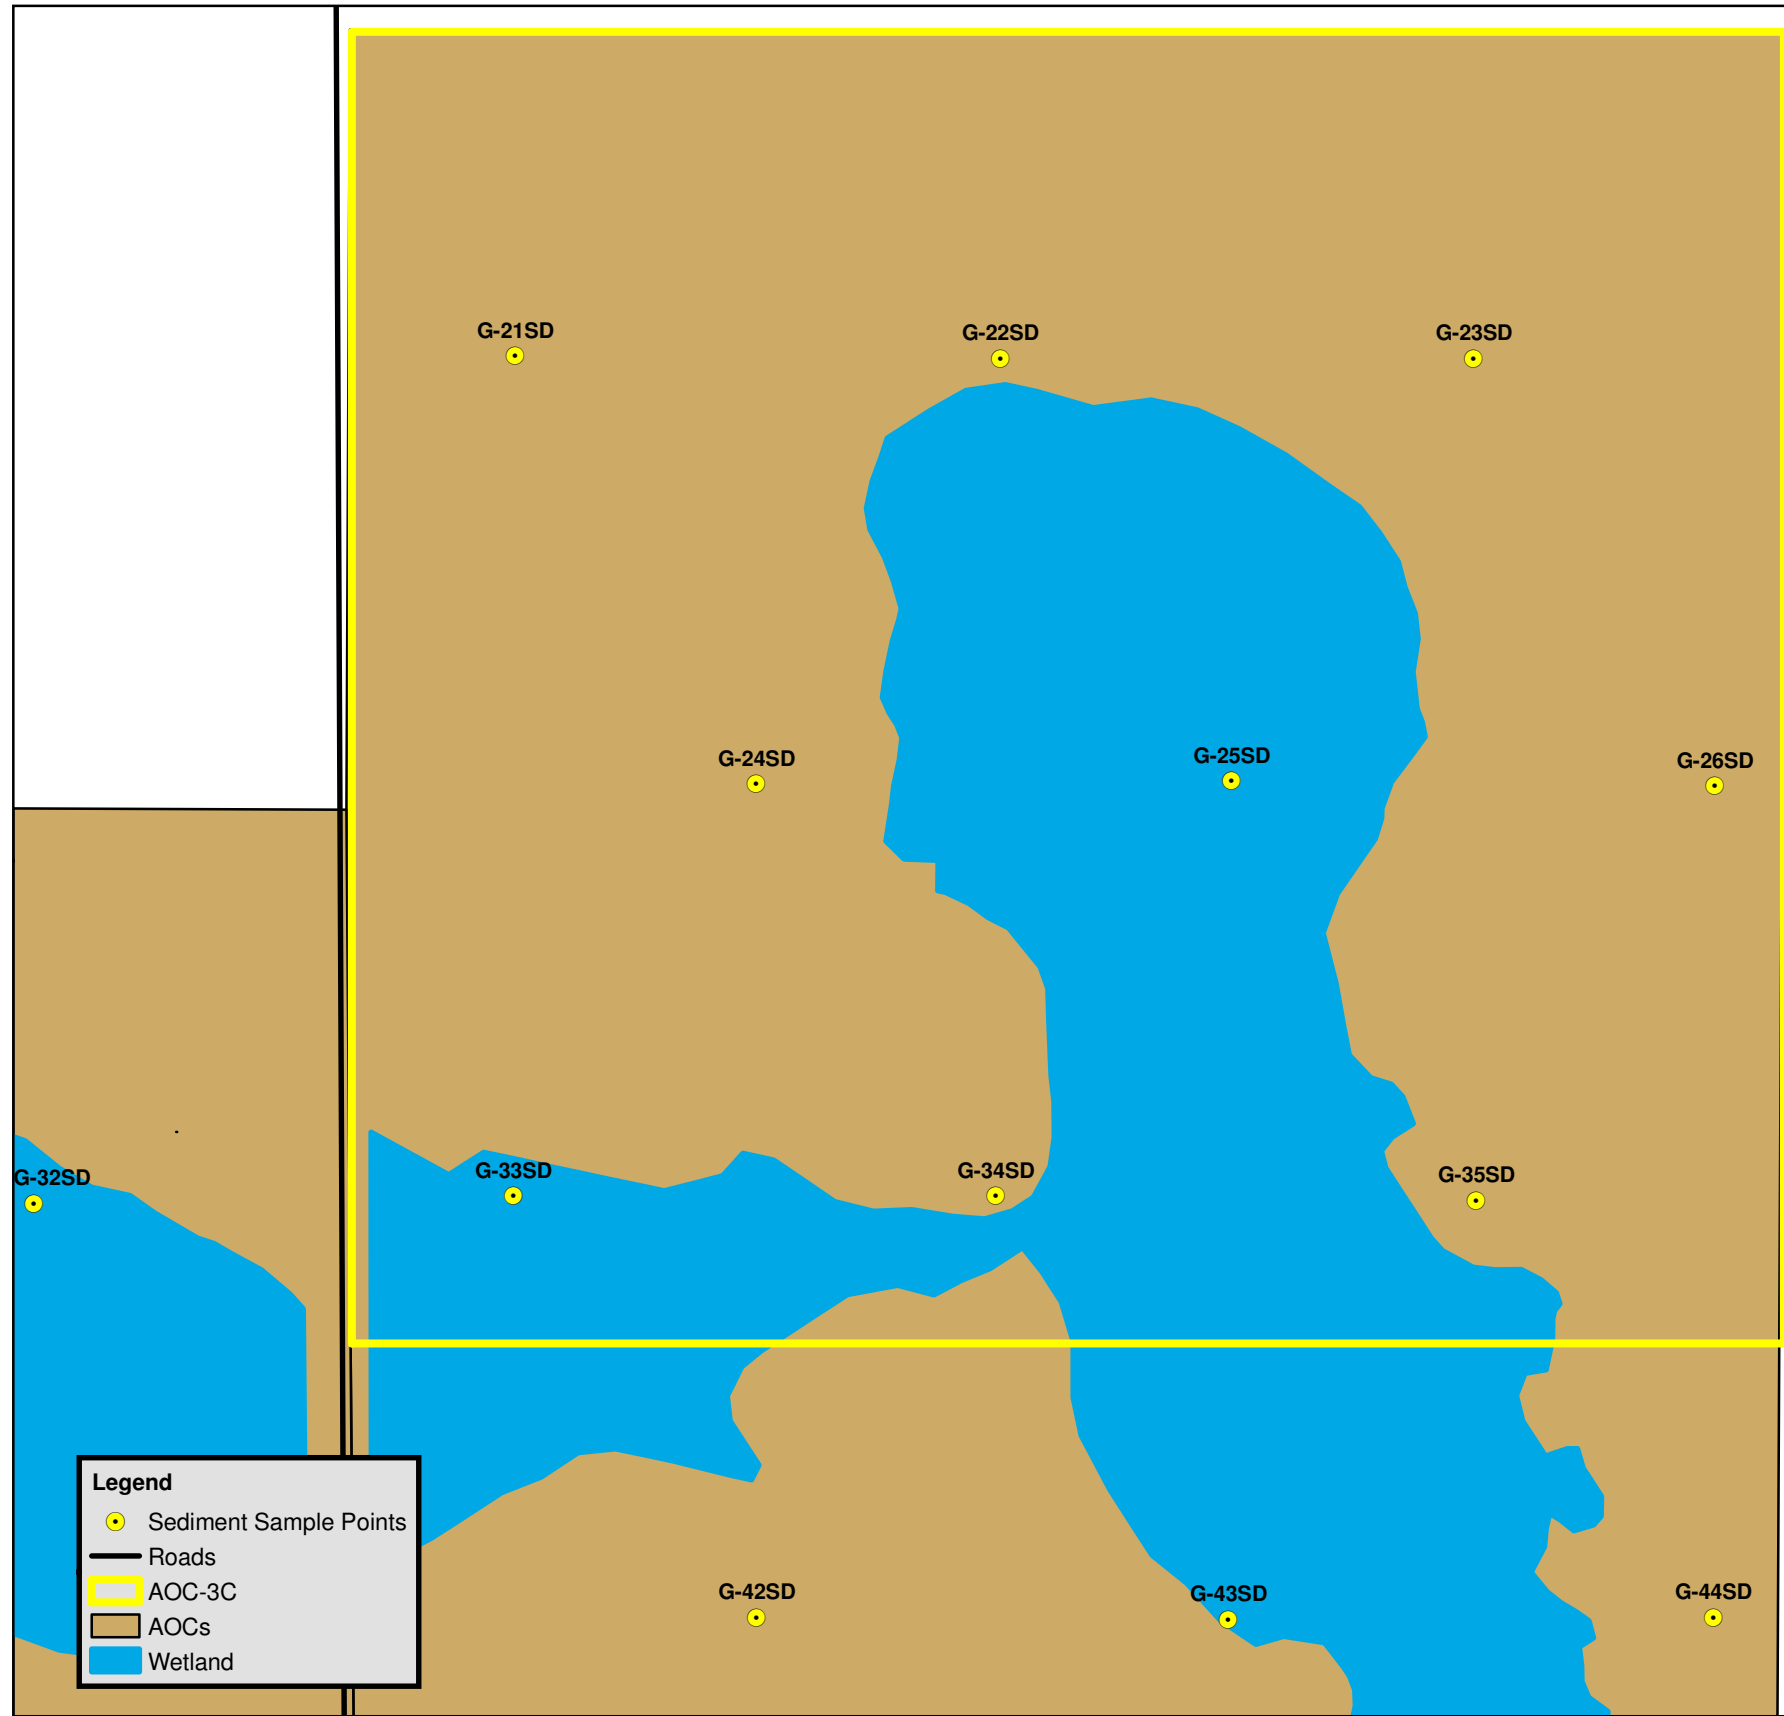 G-21SD
G-22SD
G-23SD
G-24SD
G-25SD
G-26SD
G-32SD
G-33SD
G-34SD
G-35SD
Legend
Sediment Sample Points
Roads
AOC-3C
AOCs
Wetland
G-42SD
G-43SD
G-44SD